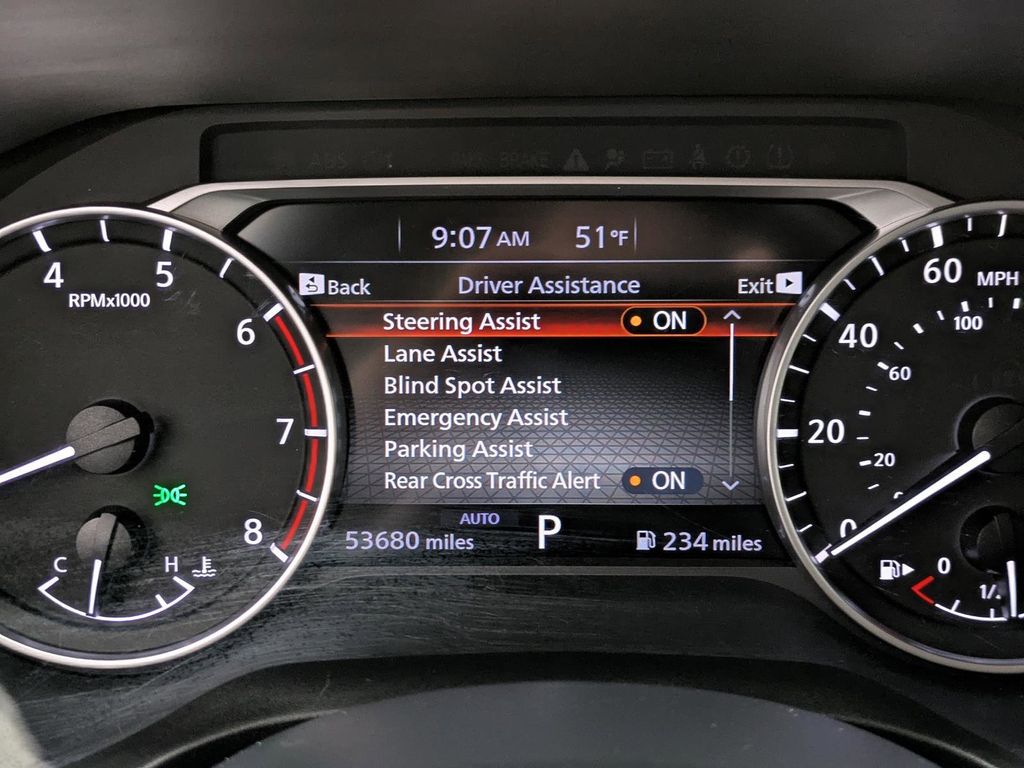 ABS
BRAKE
9:07 AM 51°F
Back Driver Assistance Exit
Steering Assist ON
Lane Assist
Blind Spot Assist
Emergency Assist
Parking Assist
Rear Cross Traffic Alert ON
AUTO
53680 miles P 234 miles
4 5
RPMx1000
6
7
8
C H
60 MPH
100
40
60
20
20
0
0